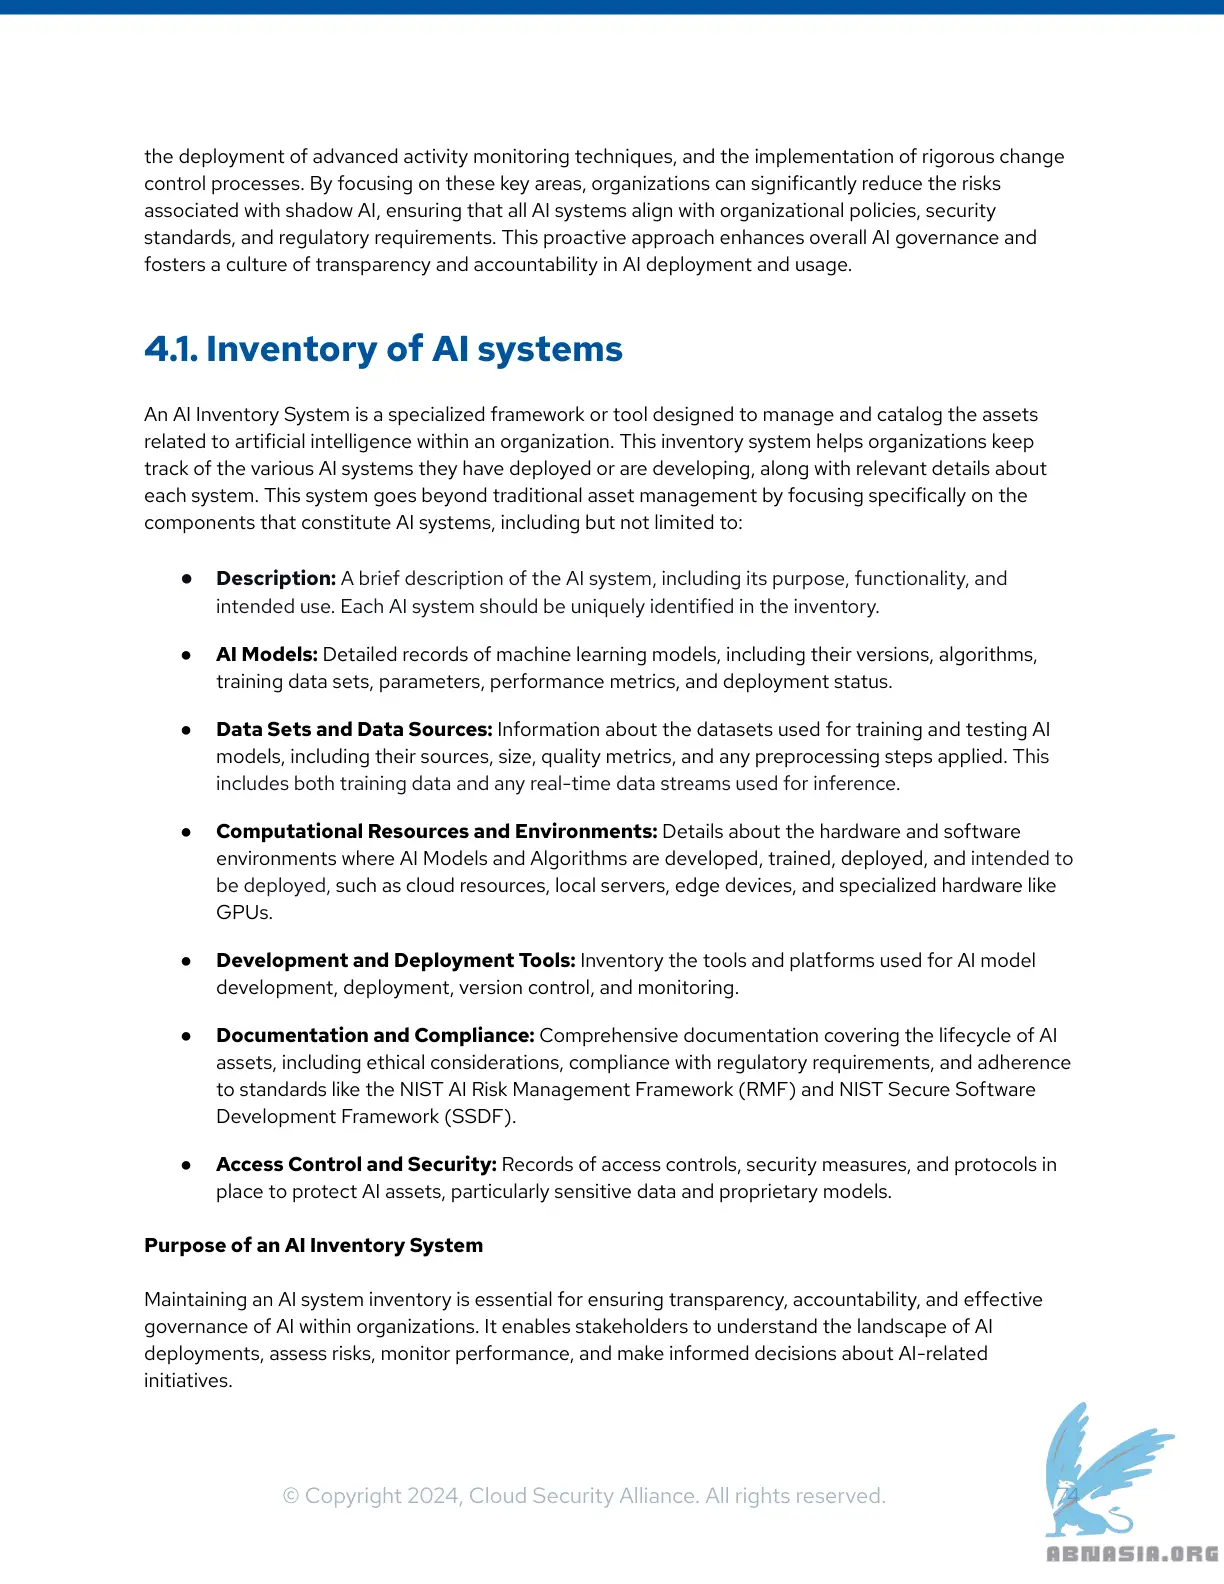 the deployment of advanced activity monitoring techniques, and the implementation of rigorous change
control processes. By focusing on these key areas, organizations can significantly reduce the risks
associated with shadow AI, ensuring that all AI systems align with organizational policies, security
standards, and regulatory requirements. This proactive approach enhances overall AI governance and
fosters a culture of transparency and accountability in AI deployment and usage.
4.1. Inventory of AI systems
An AI Inventory System is a specialized framework or tool designed to manage and catalog the assets
related to artificial intelligence within an organization. This inventory system helps organizations keep
track of the various AI systems they have deployed or are developing, along with relevant details about
each system. This system goes beyond traditional asset management by focusing specifically on the
components that constitute AI systems, including but not limited to:
● Description: A brief description of the AI system, including its purpose, functionality, and
intended use. Each AI system should be uniquely identified in the inventory.
● AI Models: Detailed records of machine learning models, including their versions, algorithms,
training data sets, parameters, performance metrics, and deployment status.
● Data Sets and Data Sources: Information about the datasets used for training and testing AI
models, including their sources, size, quality metrics, and any preprocessing steps applied. This
includes both training data and any real-time data streams used for inference.
● Computational Resources and Environments: Details about the hardware and software
environments where AI Models and Algorithms are developed, trained, deployed, and intended to
be deployed, such as cloud resources, local servers, edge devices, and specialized hardware like
GPUs.
● Development and Deployment Tools: Inventory the tools and platforms used for AI model
development, deployment, version control, and monitoring.
● Documentation and Compliance: Comprehensive documentation covering the lifecycle of AI
assets, including ethical considerations, compliance with regulatory requirements, and adherence
to standards like the NIST AI Risk Management Framework (RMF) and NIST Secure Software
Development Framework (SSDF).
● Access Control and Security: Records of access controls, security measures, and protocols in
place to protect AI assets, particularly sensitive data and proprietary models.
Purpose of an AI Inventory System
Maintaining an AI system inventory is essential for ensuring transparency, accountability, and effective
governance of AI within organizations. It enables stakeholders to understand the landscape of AI
deployments, assess risks, monitor performance, and make informed decisions about AI-related
initiatives.
© Copyright 2024, Cloud Security Alliance. All rights reserved.
74
ABNASIA.ORG